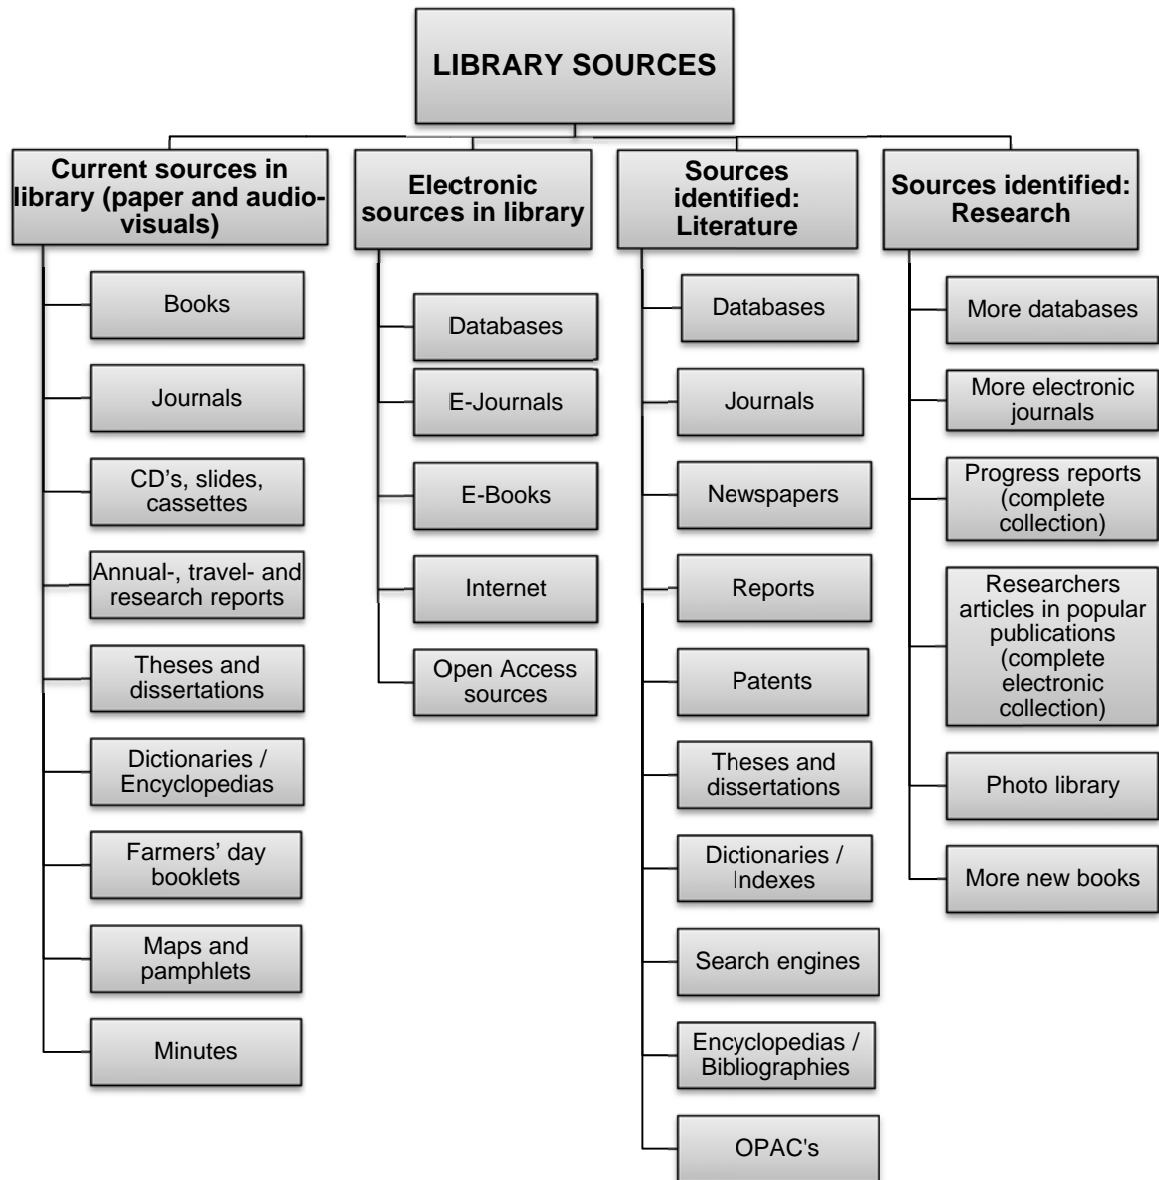 LIBRARY SOURCES
Current sources in
library (paper and audio-
visuals)
Books
Journals
CD's, slides,
cassettes
Annual-, travel- and
research reports
Theses and
dissertations
Dictionaries /
Encyclopedias
Farmers’ day
booklets
Maps and
pamphlets
Minutes
Electronic
sources in library
Databases
E-Journals
E-Books
Internet
Open Access
sources
Sources
identified:
Literature
Databases
Journals
Newspapers
Reports
Patents
Theses and
dissertations
Dictionaries /
Indexes
Search engines
Encyclopedias /
Bibliographies
OPAC's
Sources identified:
Research
More databases
More electronic
journals
Progress reports
(complete
collection)
Researchers
articles in popular
publications
(complete
electronic
collection)
Photo library
More new books